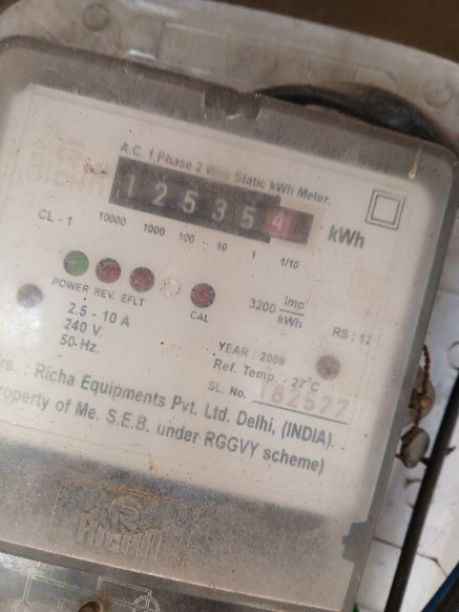 A.C. 1 Phase 2 Static kWh Meter.
125354 kWh
CL - 1 10000 1000 100 10 1 1/10
POWER REV. EFLT CAL
3200 imp/kWh
RS : 12
2.5 - 10 A
240 V.
50- Hz.
YEAR : 2009
Ref. Temp. - 27°C
SL. No. 182577
rs. : Richa Equipments Pvt. Ltd. Delhi, (INDIA).
roperty of Me. S.E.B. under RGGVY scheme)
RICHA